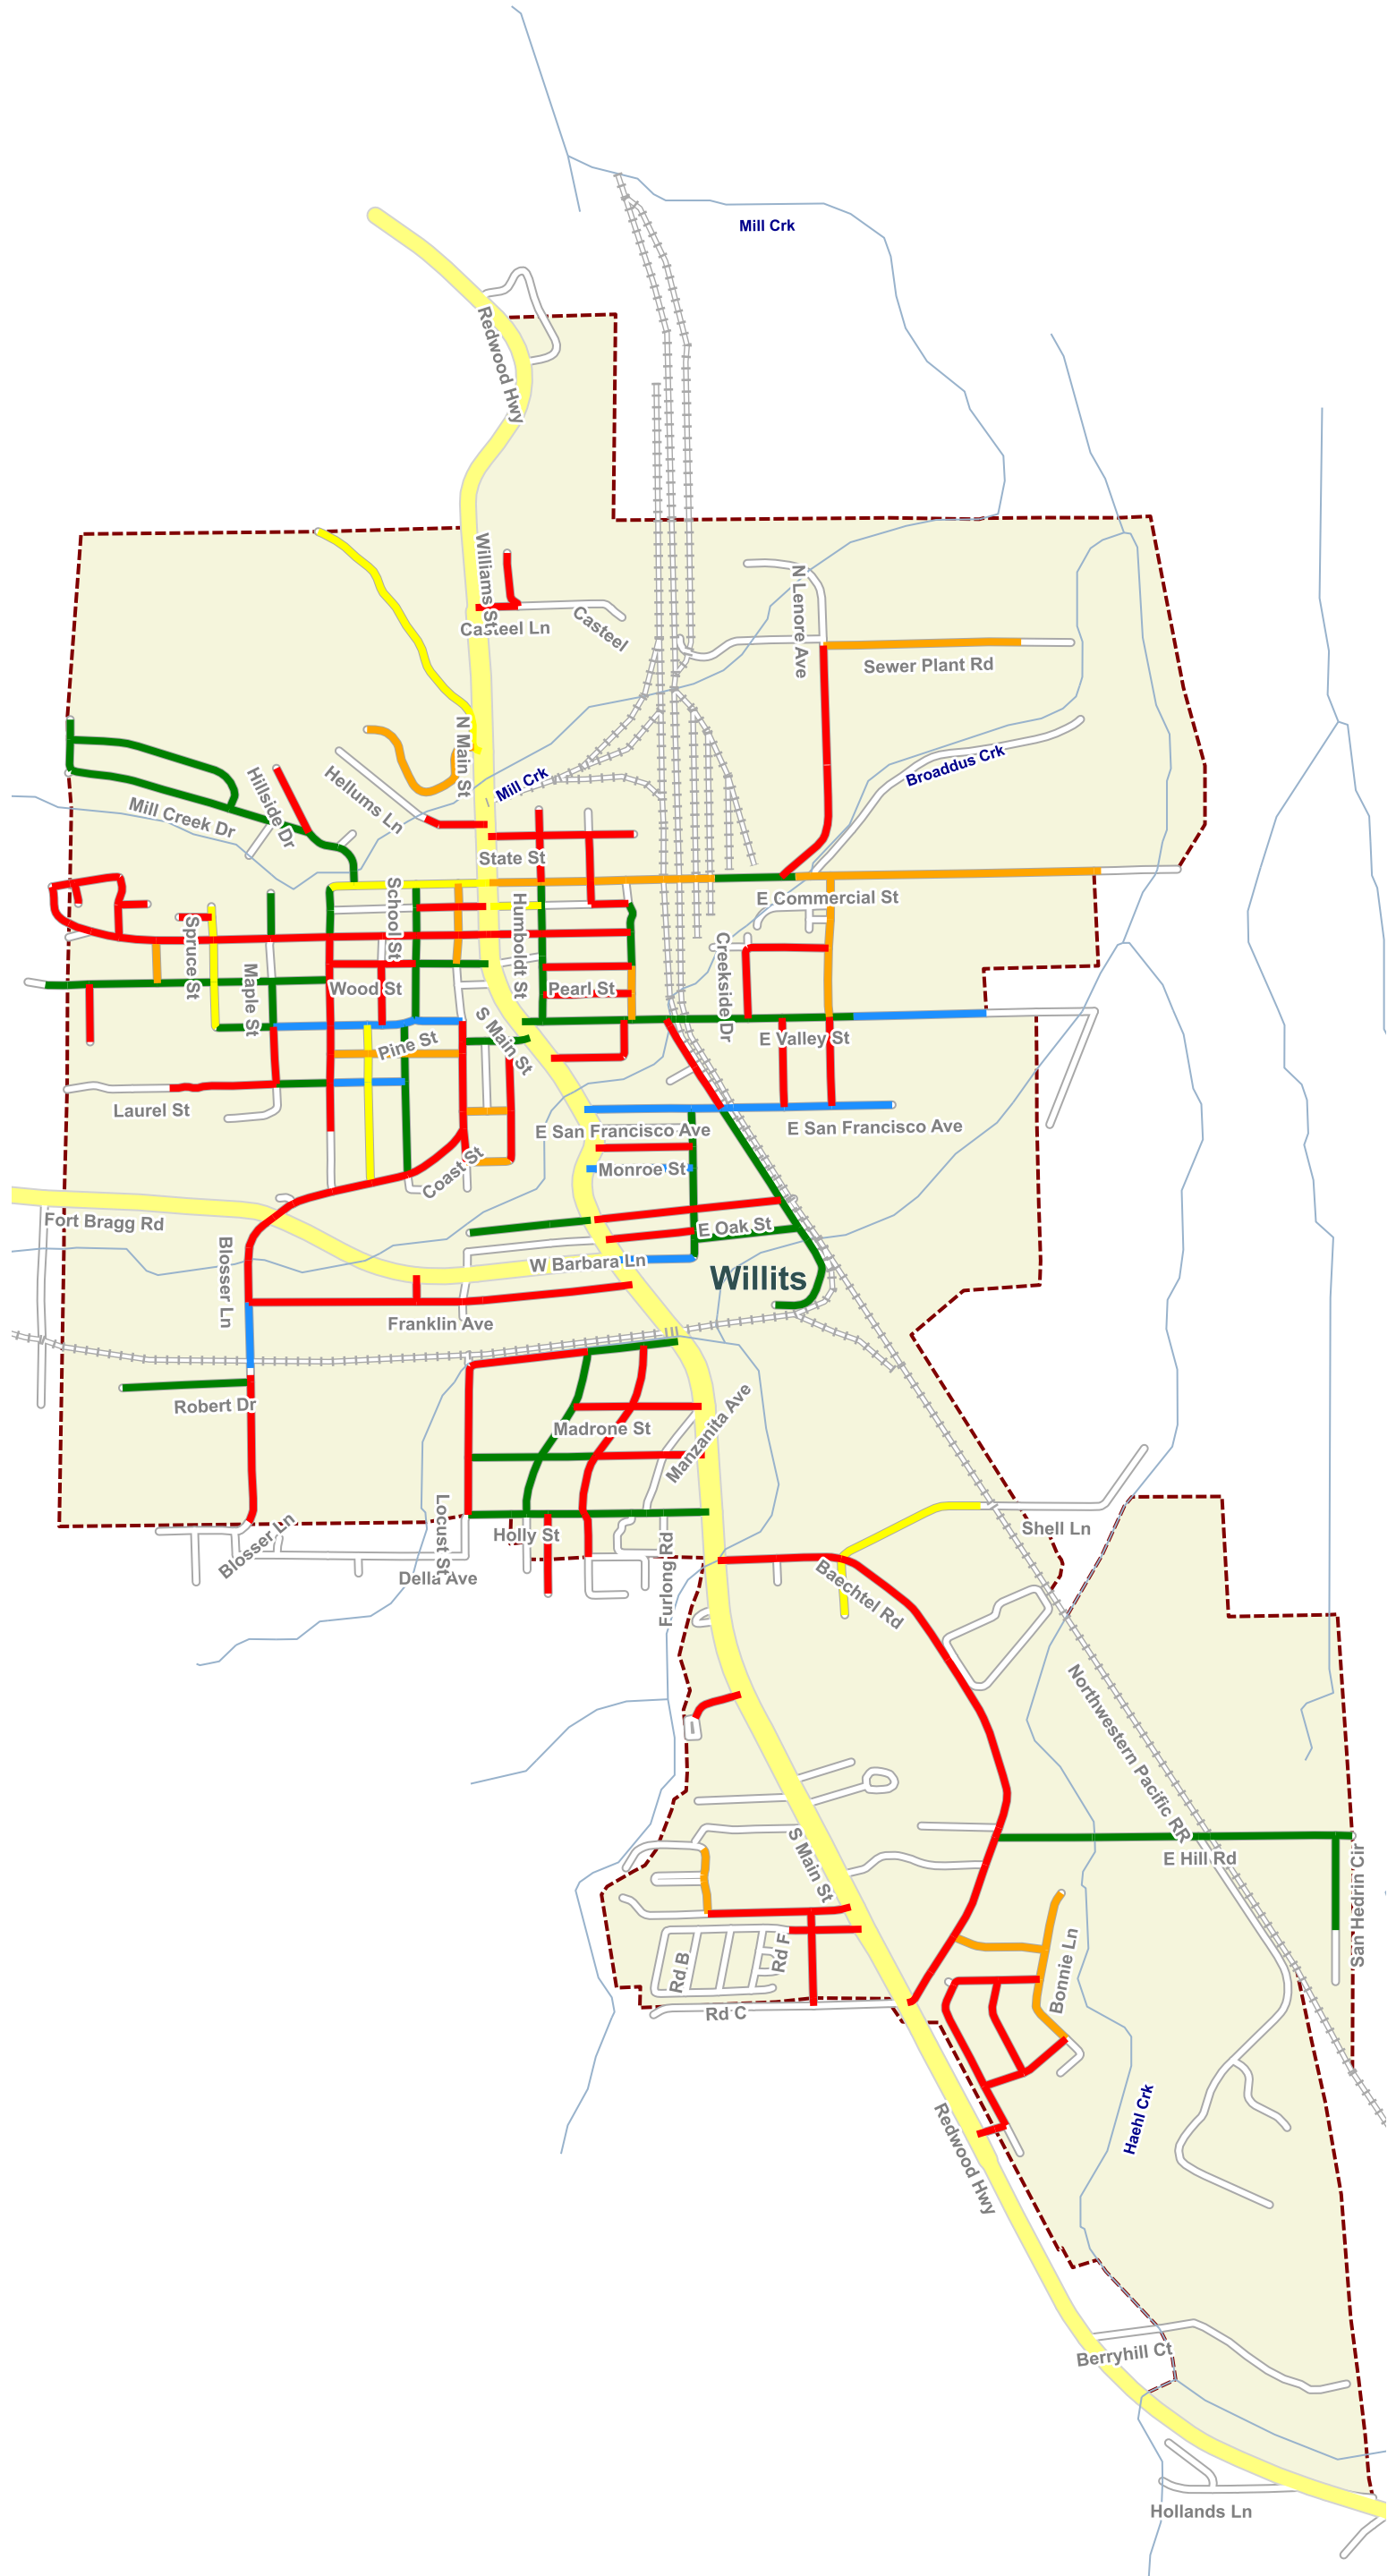 Mill Crk
Redwood Hwy
Williams St
N Lenore Ave
Casteel Ln
Casteel
Sewer Plant Rd
N Main St
Broaddus Crk
Hillside Dr
Hellums Ln
Mill Crk
Mill Creek Dr
State St
School St
Humboldt St
E Commercial St
Spruce St
Maple St
Wood St
Pearl St
Creekside Dr
S Main St
E Valley St
Pine St
Laurel St
E San Francisco Ave
E San Francisco Ave
Coast St
Monroe St
Fort Bragg Rd
E Oak St
Blosser Ln
W Barbara Ln
Willits
Franklin Ave
Robert Dr
Madrone St
Manzanita Ave
Locust St
Holly St
Shell Ln
Blosser Ln
Della Ave
Furlong Rd
Baechtel Rd
Northwestern Pacific RR
S Main St
E Hill Rd
San Hedrin Cir
Rd B
Rd F
Bonnie Ln
Rd C
Haehl Crk
Redwood Hwy
Berryhill Ct
Hollands Ln